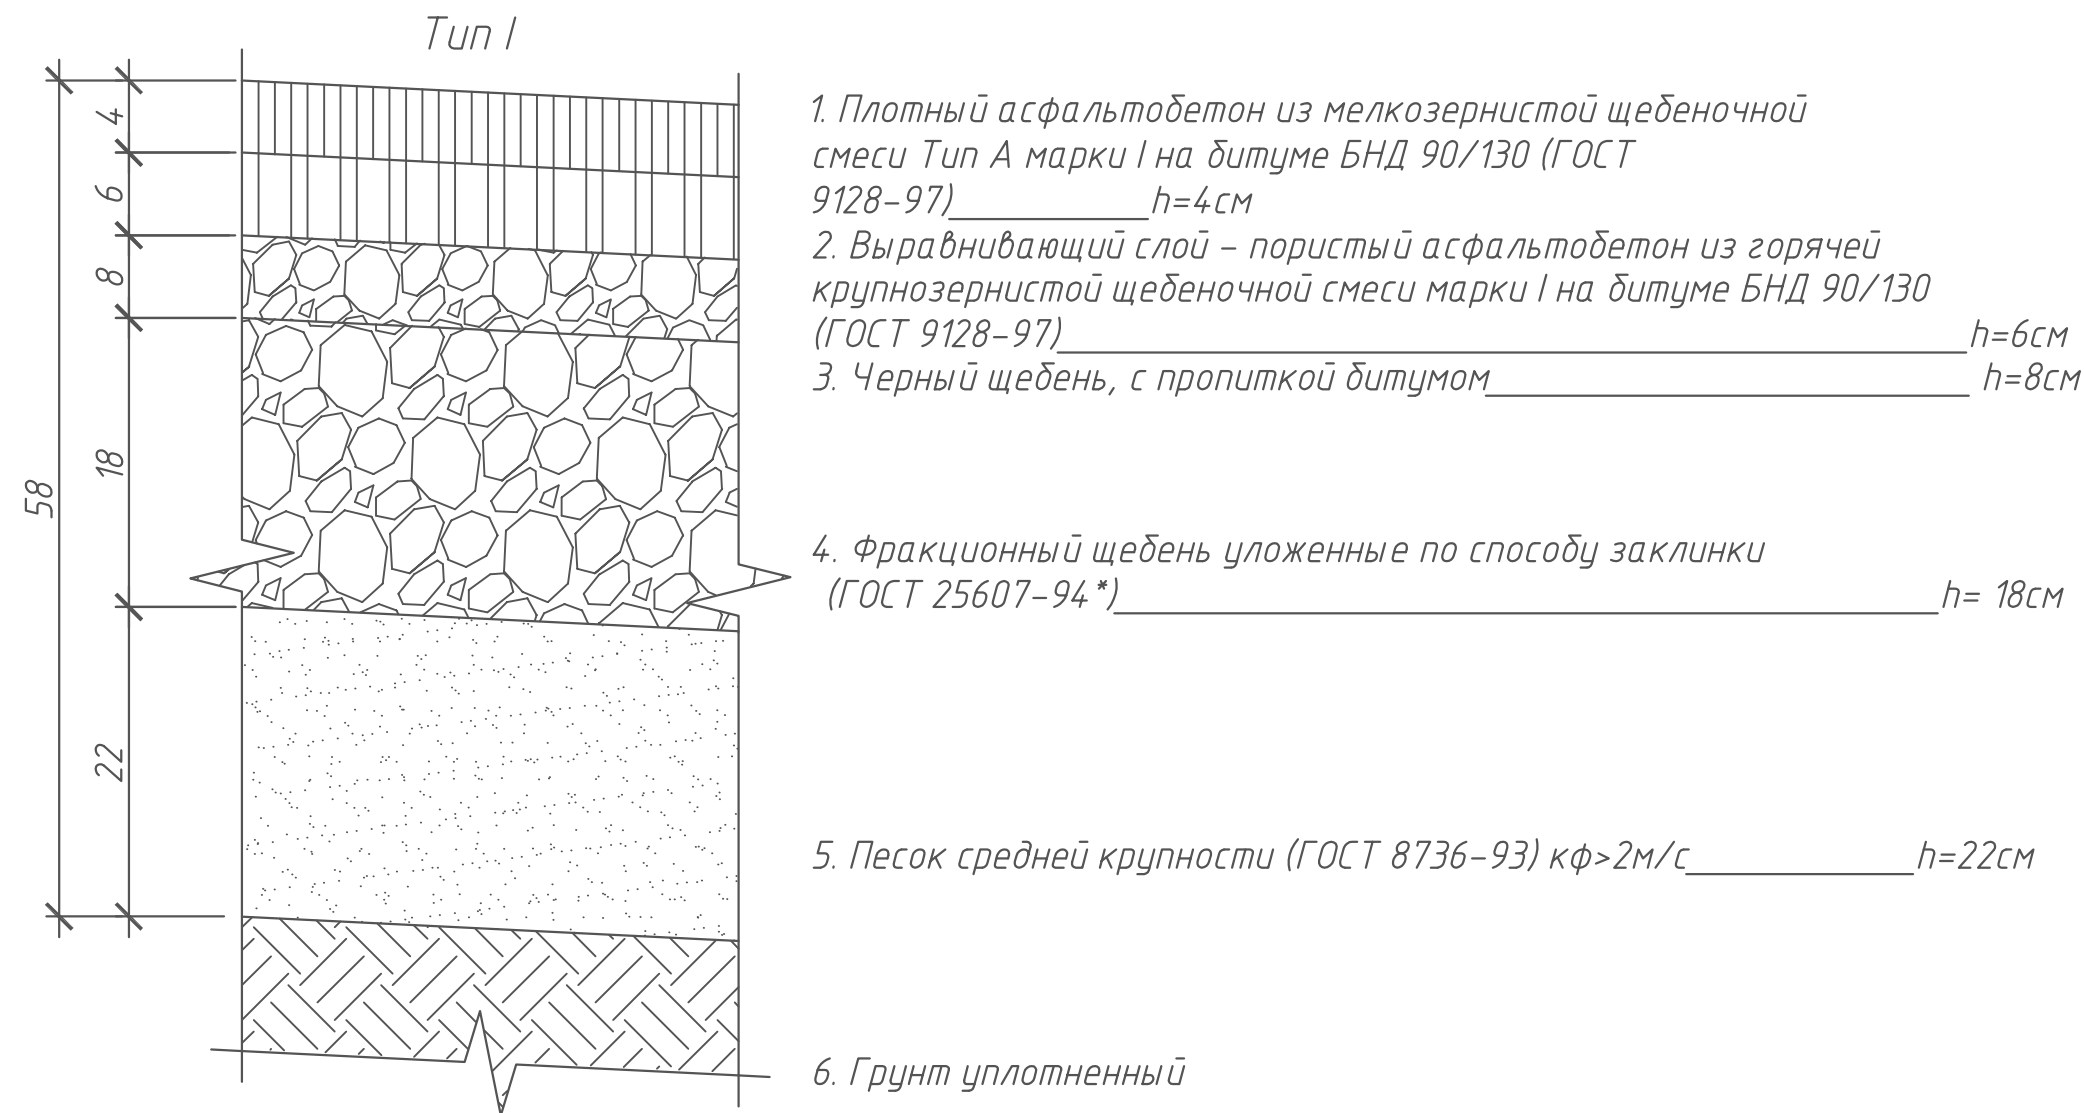 Тип I
4
6
8
18
22
58
1. Плотный асфальтобетон из мелкозернистой щебеночной
смеси Тип А марки I на битуме БНД 90/130 (ГОСТ
9128-97)____________h=4см
2. Выравнивающий слой - пористый асфальтобетон из горячей
крупнозернистой щебеночной смеси марки I на битуме БНД 90/130
(ГОСТ 9128-97)____________h=6см
3. Черный щебень, с пропиткой битумом____________ h=8см
4. Фракционный щебень уложенные по способу заклинки
(ГОСТ 25607-94*)____________h= 18см
5. Песок средней крупности (ГОСТ 8736-93) кф>2м/с____________h=22см
6. Грунт уплотненный